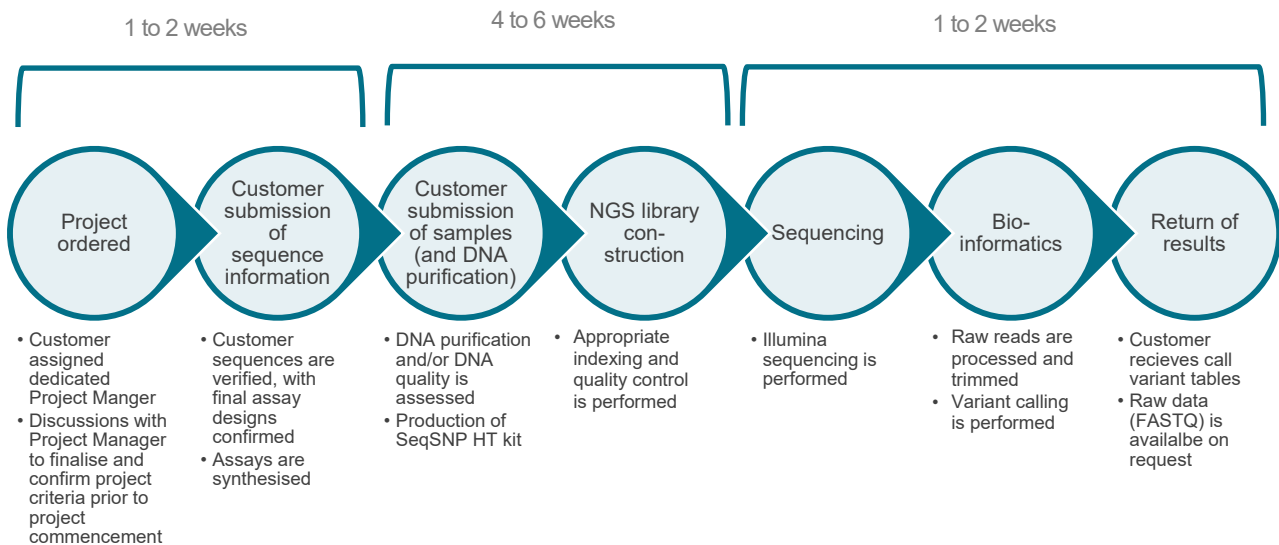 1 to 2 weeks
4 to 6 weeks
1 to 2 weeks
Project
ordered
Customer
submission
of
sequence
information
Customer
submission
of samples
(and DNA
purification)
NGS library
con-
struction
Sequencing
Bio-
informatics
Return of
results
• Customer
assigned
dedicated
Project Manger
• Discussions with
Project Manager
to finalise and
confirm project
criteria prior to
project
commencement
• Customer
sequences are
verified, with
final assay
designs
confirmed
• Assays are
synthesised
• DNA purification
and/or DNA
quality is
assessed
• Production of
SeqSNP HT kit
• Appropriate
indexing and
quality control
is performed
• Illumina
sequencing is
performed
• Raw reads are
processed and
trimmed
• Variant calling
is performed
• Customer
recieves call
variant tables
• Raw data
(FASTQ) is
availalbe on
request